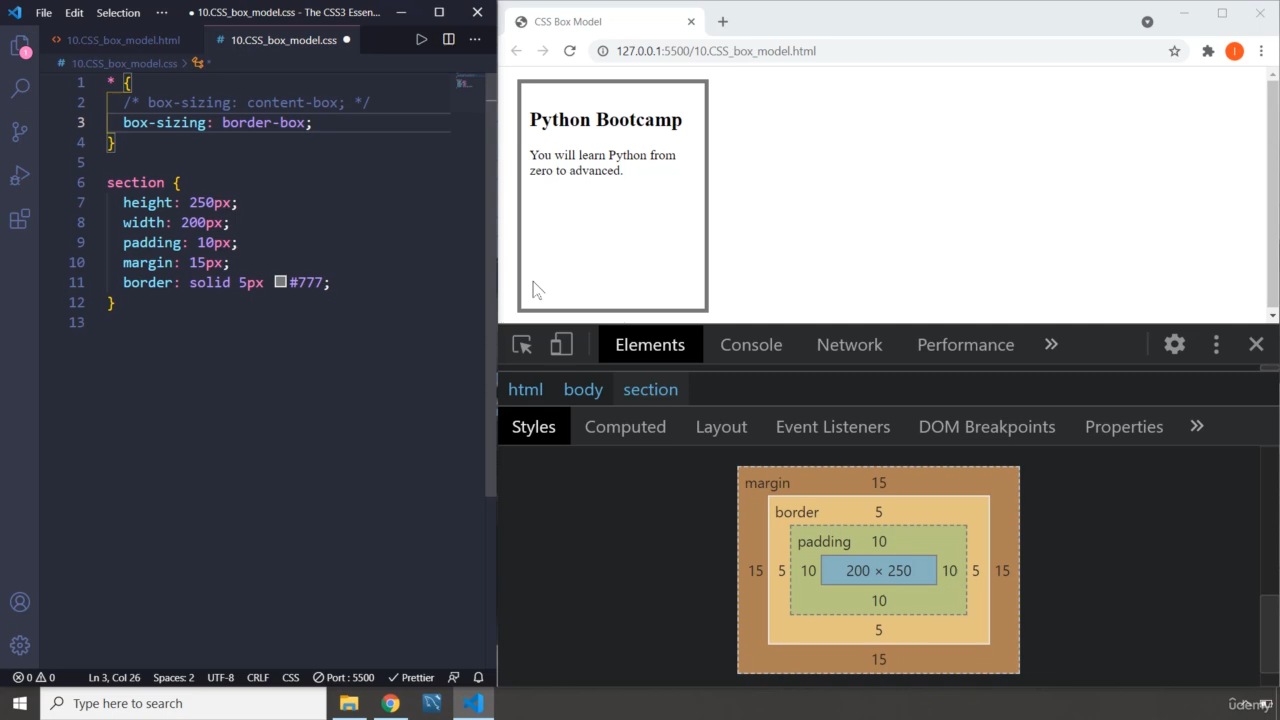 File Edit Selection ··· ● 10.CSS_box_model.css - The CSS3 Essen...
<> 10.CSS_box_model.html # 10.CSS_box_model.css ●
# 10.CSS_box_model.css > *
1 * {
2 /* box-sizing: content-box; */
3 box-sizing: border-box;
4 }
5
6 section {
7 height: 250px;
8 width: 200px;
9 padding: 10px;
10 margin: 15px;
11 border: solid 5px #777;
12 }
13
1
0 0 Ln 3, Col 26 Spaces: 2 UTF-8 CRLF CSS Port : 5500 Prettier
CSS Box Model
127.0.0.1:5500/10.CSS_box_model.html
I
Python Bootcamp
You will learn Python from
zero to advanced.
Elements Console Network Performance »
html body section
Styles Computed Layout Event Listeners DOM Breakpoints Properties »
margin 15
border 5
padding 10
15 5 10 200 × 250 10 5 15
10
5
15
Type here to search
udemy